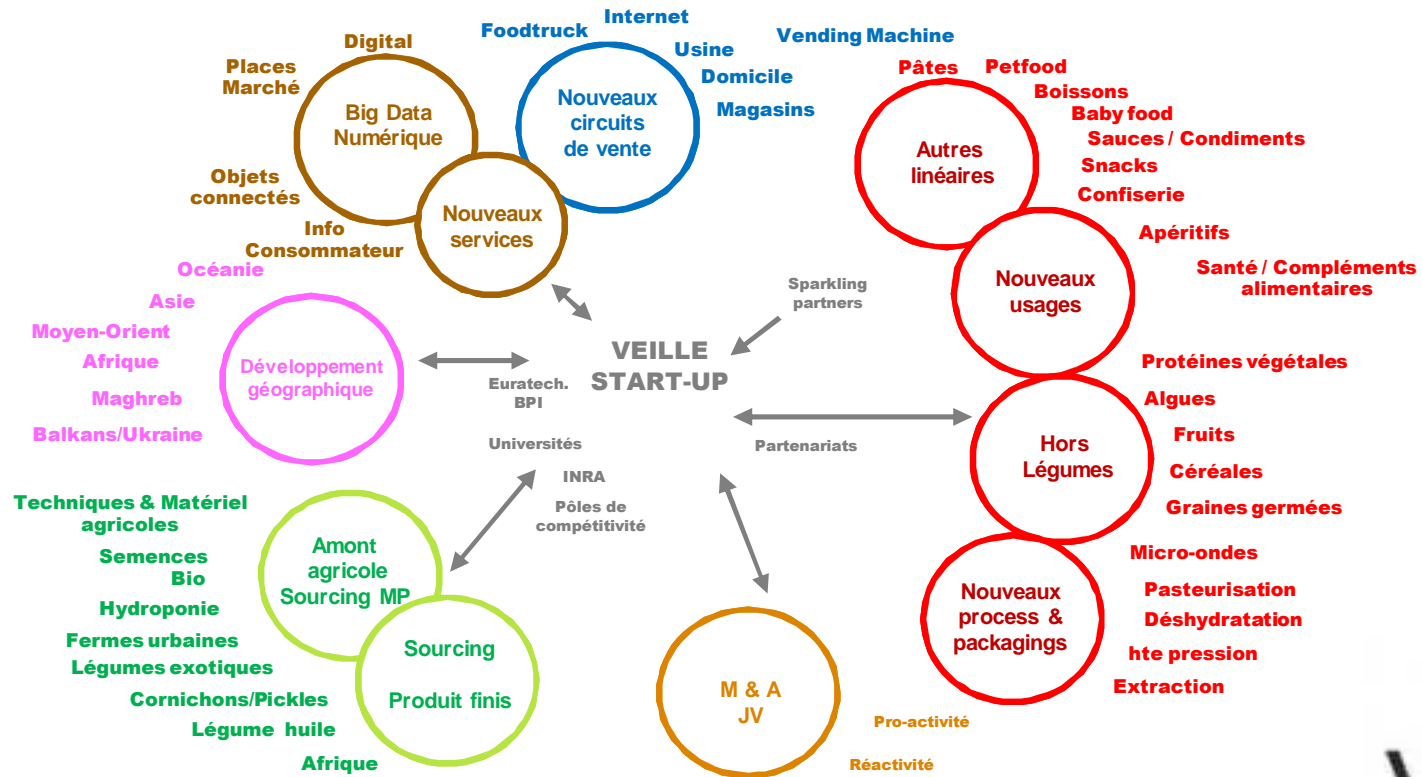 Digital
Places
Marché
Big Data
Numérique
Objets
connectés
Info
Consommateur
Nouveaux
services
Foodtruck
Internet
Usine
Domicile
Magasins
Vending Machine
Nouveaux
circuits
de vente
Pâtes
Petfood
Boissons
Baby food
Sauces / Condiments
Snacks
Confiserie
Autres
linéaires
Apéritifs
Santé / Compléments
alimentaires
Nouveaux
usages
Océanie
Asie
Moyen-Orient
Afrique
Maghreb
Balkans/Ukraine
Développement
géographique
Sparkling
partners
VEILLE
START-UP
Euratech.
BPI
Universités
INRA
Pôles de
compétitivité
Partenariats
Protéines végétales
Algues
Fruits
Céréales
Graines germées
Hors
Légumes
Techniques & Matériel
agricoles
Semences
Bio
Hydroponie
Fermes urbaines
Légumes exotiques
Cornichons/Pickles
Légume huile
Afrique
Amont
agricole
Sourcing MP
Sourcing
Produit finis
M & A
JV
Pro-activité
Réactivité
Micro-ondes
Pasteurisation
Déshydratation
hte pression
Extraction
Nouveaux
process &
packagings